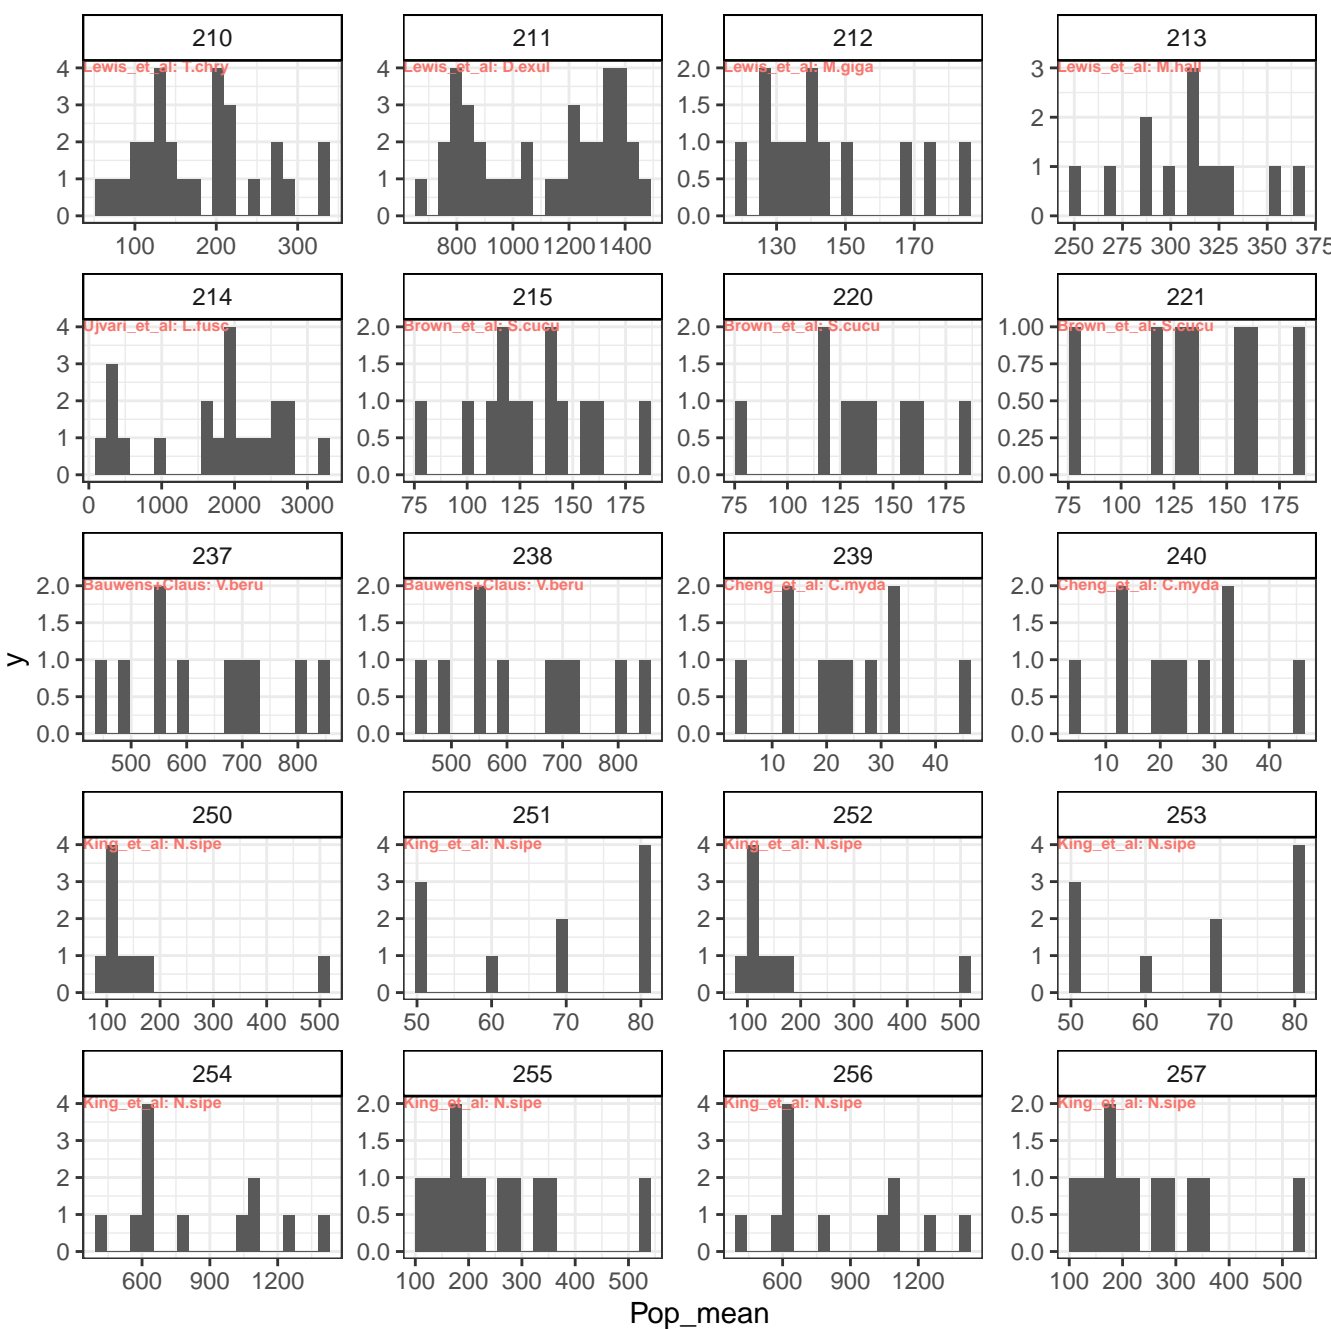 210 211 212 213
Lewis_et_al: T.chry Lewis_et_al: D.exul Lewis_et_al: M.giga Lewis_et_al: M.hall
4 3 2 1 0 4 3 2 1 0 2.0 1.5 1.0 0.5 0.0 3 2 1 0
100 200 300 800 1000 1200 1400 130 150 170 250 275 300 325 350 375
214 215 220 221
Ujvari_et_al: L.fusc Brown_et_al: S.cucu Brown_et_al: S.cucu Brown_et_al: S.cucu
4 3 2 1 0 2.0 1.5 1.0 0.5 0.0 2.0 1.5 1.0 0.5 0.0 1.00 0.75 0.50 0.25 0.00
0 1000 2000 3000 75 100 125 150 175 75 100 125 150 175 75 100 125 150 175
237 238 239 240
Bauwens+Claus: V.beru Bauwens+Claus: V.beru Cheng_et_al: C.myda Cheng_et_al: C.myda
2.0 1.5 1.0 0.5 0.0 2.0 1.5 1.0 0.5 0.0 2.0 1.5 1.0 0.5 0.0 2.0 1.5 1.0 0.5 0.0
y
500 600 700 800 500 600 700 800 10 20 30 40 10 20 30 40
250 251 252 253
King_et_al: N.sipe King_et_al: N.sipe King_et_al: N.sipe King_et_al: N.sipe
4 3 2 1 0 4 3 2 1 0 4 3 2 1 0 4 3 2 1 0
100 200 300 400 500 50 60 70 80 100 200 300 400 500 50 60 70 80
254 255 256 257
King_et_al: N.sipe King_et_al: N.sipe King_et_al: N.sipe King_et_al: N.sipe
4 3 2 1 0 2.0 1.5 1.0 0.5 0.0 4 3 2 1 0 2.0 1.5 1.0 0.5 0.0
600 900 1200 100 200 300 400 500 600 900 1200 100 200 300 400 500
Pop_mean